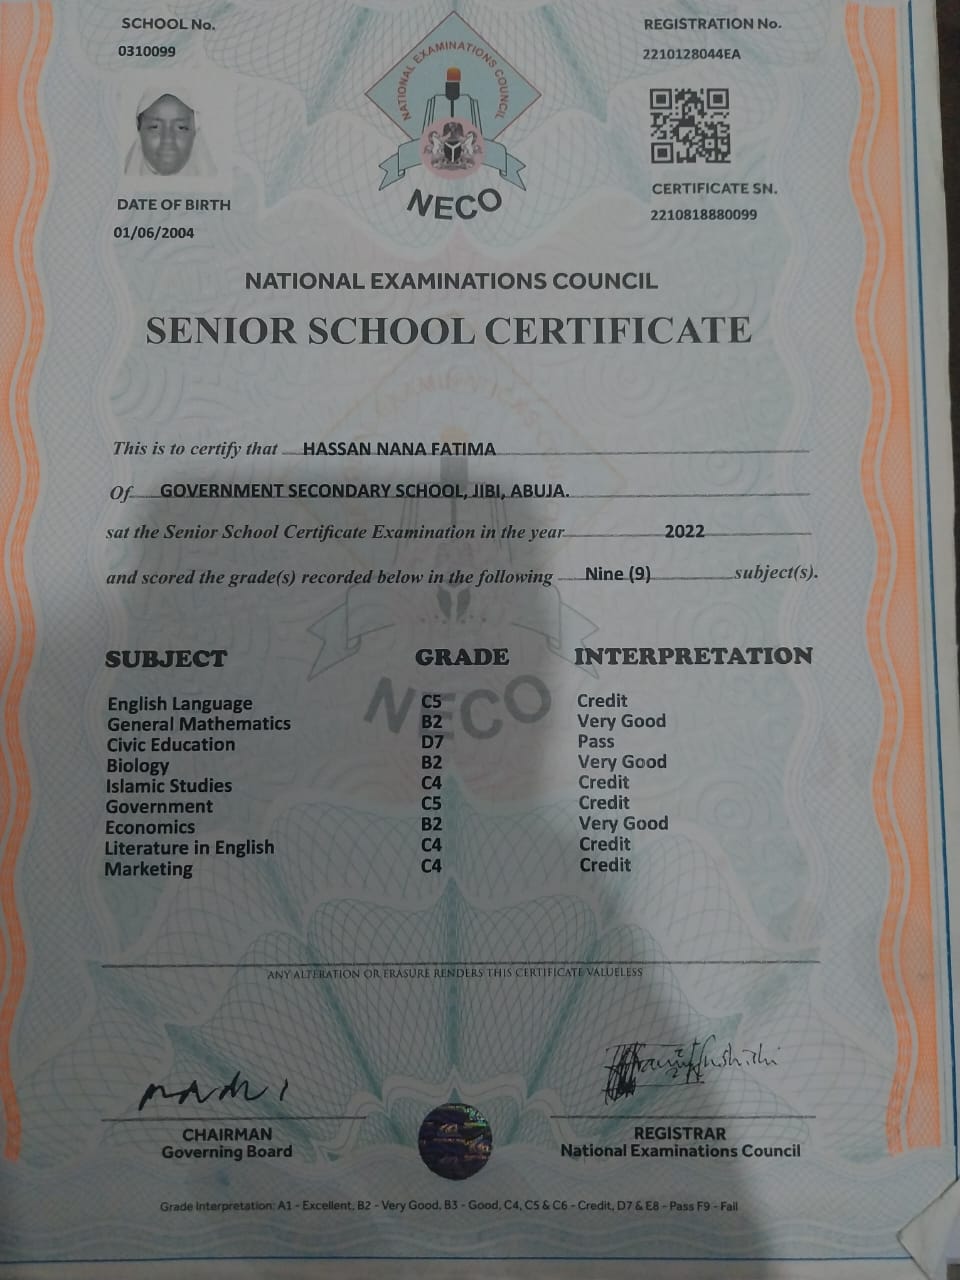 SCHOOL No.
0310099
REGISTRATION No.
2210128044EA
NATIONAL EXAMINATIONS COUNCIL
NECO
DATE OF BIRTH
01/06/2004
CERTIFICATE SN.
2210818880099
NATIONAL EXAMINATIONS COUNCIL
SENIOR SCHOOL CERTIFICATE
This is to certify that HASSAN NANA FATIMA
Of GOVERNMENT SECONDARY SCHOOL, JIBI, ABUJA.
sat the Senior School Certificate Examination in the year 2022
and scored the grade(s) recorded below in the following Nine (9) subject(s).
SUBJECT GRADE INTERPRETATION
NECO
English Language C5 Credit
General Mathematics B2 Very Good
Civic Education D7 Pass
Biology B2 Very Good
Islamic Studies C4 Credit
Government C5 Credit
Economics B2 Very Good
Literature in English C4 Credit
Marketing C4 Credit
ANY ALTERATION OR ERASURE RENDERS THIS CERTIFICATE VALUELESS
CHAIRMAN
Governing Board
REGISTRAR
National Examinations Council
Grade Interpretation: A1 - Excellent, B2 - Very Good, B3 - Good, C4, C5 & C6 - Credit, D7 & E8 - Pass F9 - Fail